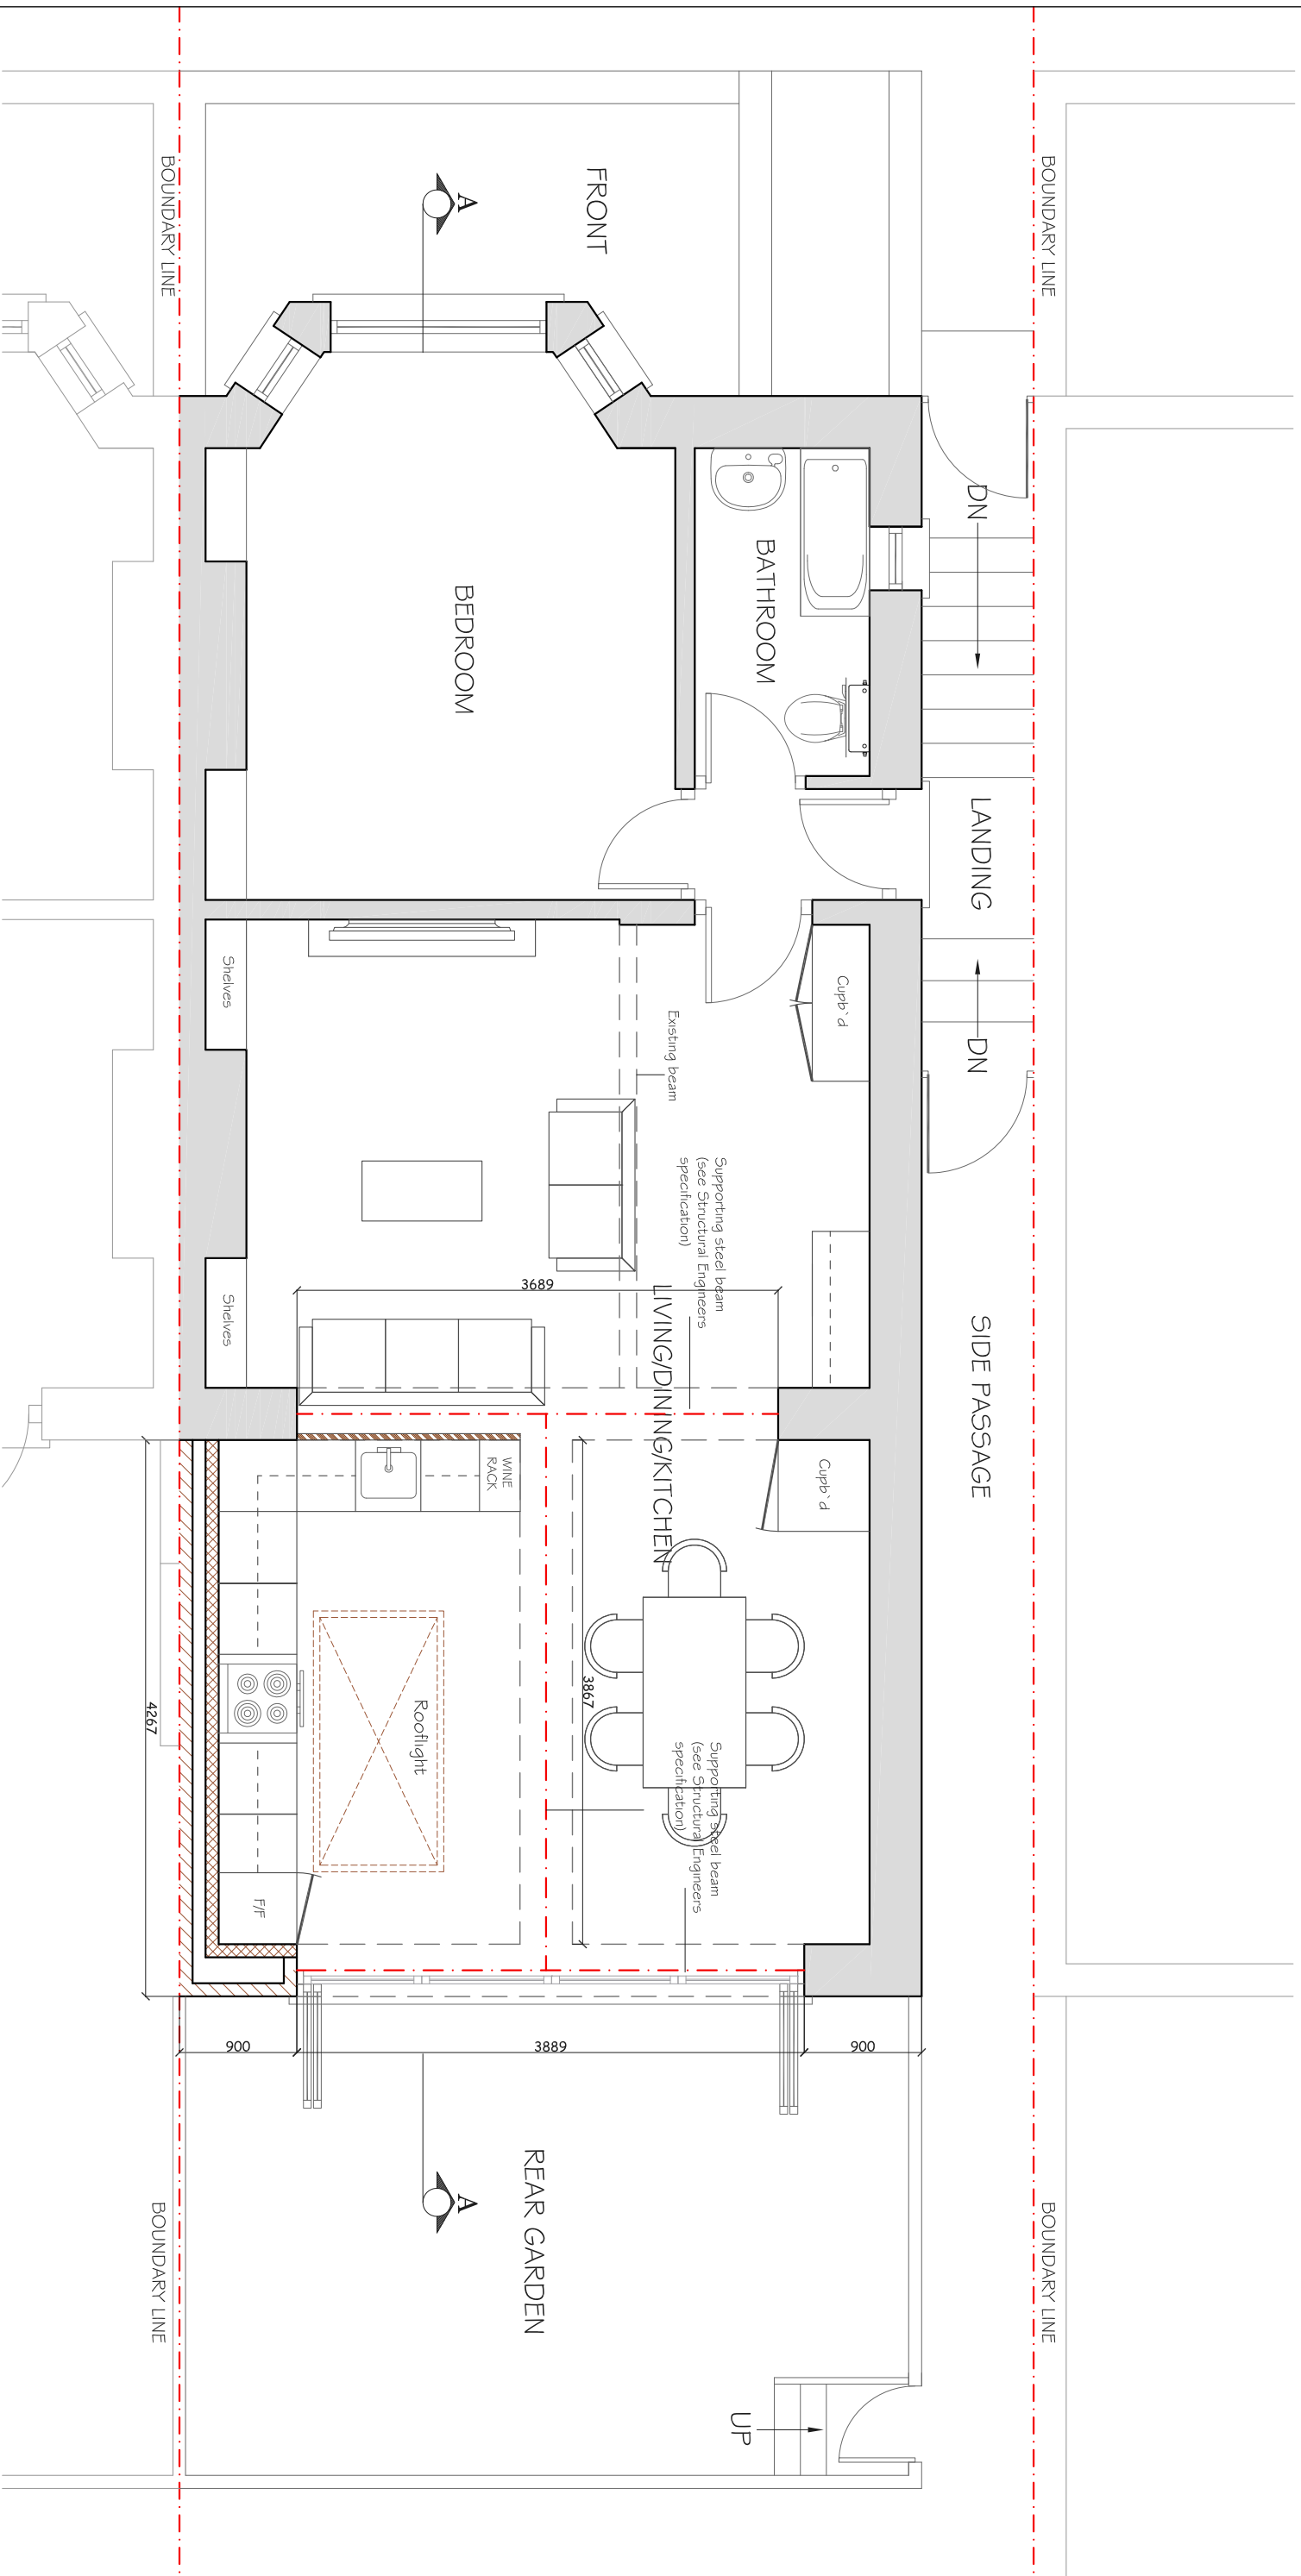 BOUNDARY LINE
BOUNDARY LINE
FRONT
A
DN
BATHROOM
BEDROOM
LANDING
DN
Cupb`d
Shelves
Existing beam
Supporting steel beam
(see Structural Engineers
specification)
3689
Shelves
LIVING/DINING/KITCHEN
SIDE PASSAGE
Cupb`d
WINE
RACK
Rooflight
3867
4267
Supporting steel beam
(see Structural Engineers
specification)
F/F
900
3889
900
A
REAR GARDEN
BOUNDARY LINE
BOUNDARY LINE
UP